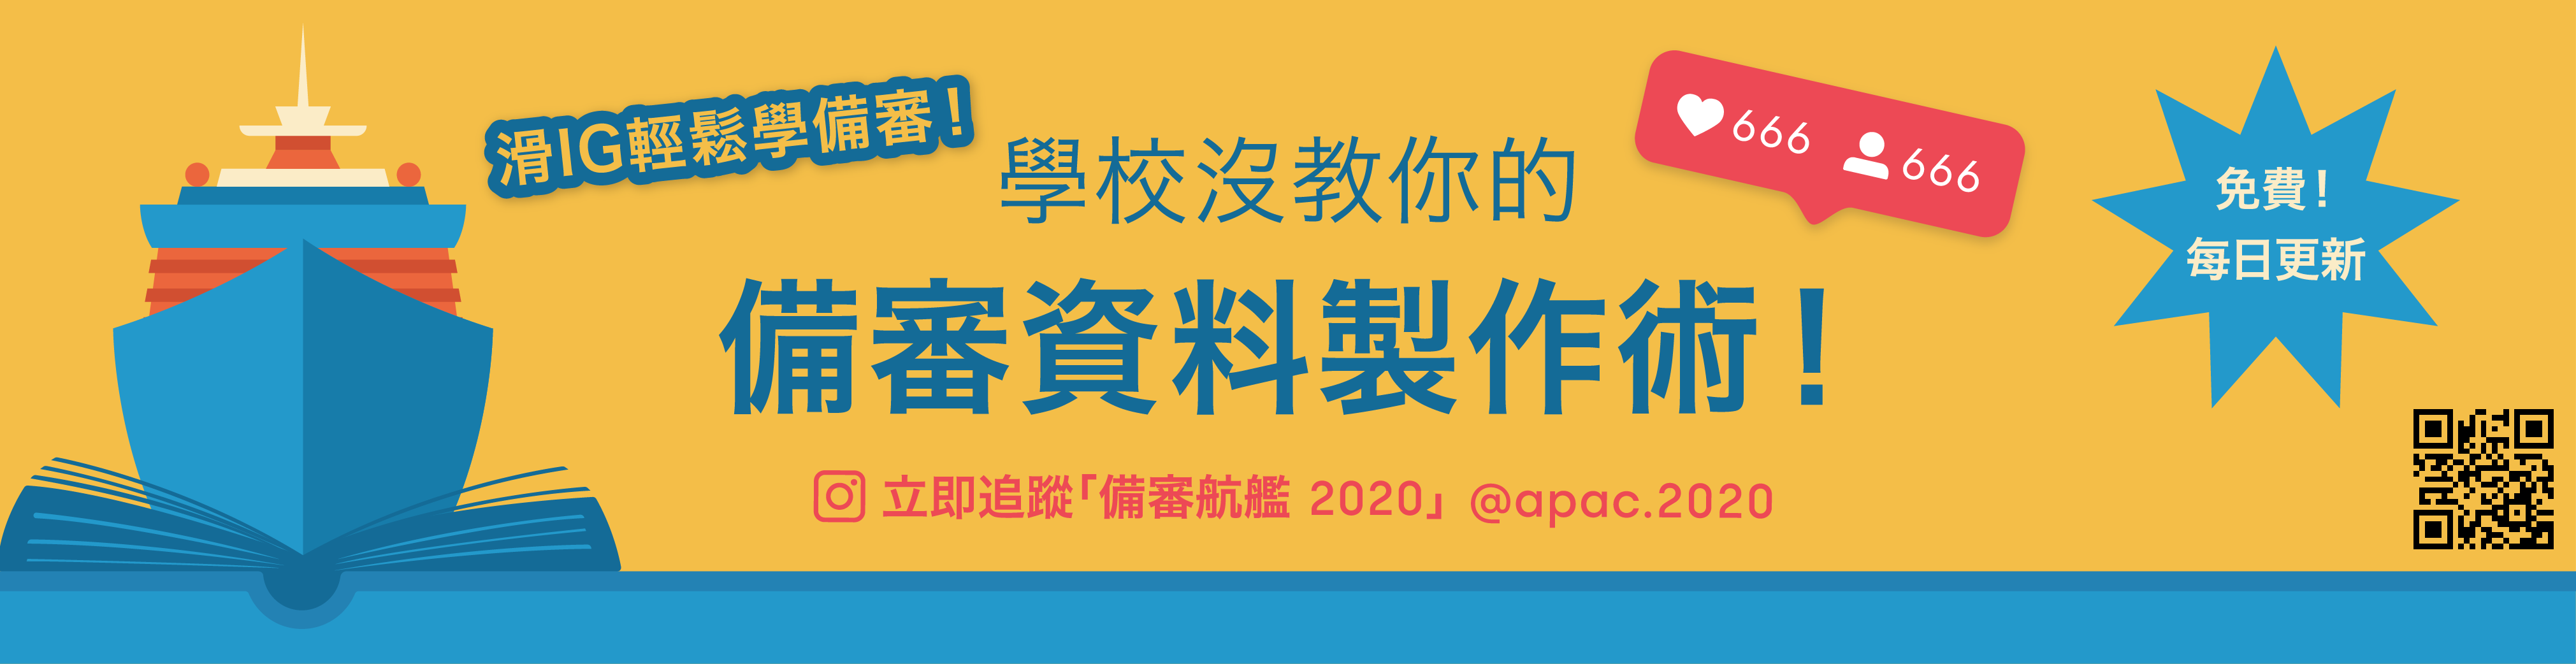 滑IG輕鬆學備審！
學校沒教你的
備審資料製作術！
立即追蹤「備審航艦 2020」 @apac.2020
666 666
免費！
每日更新